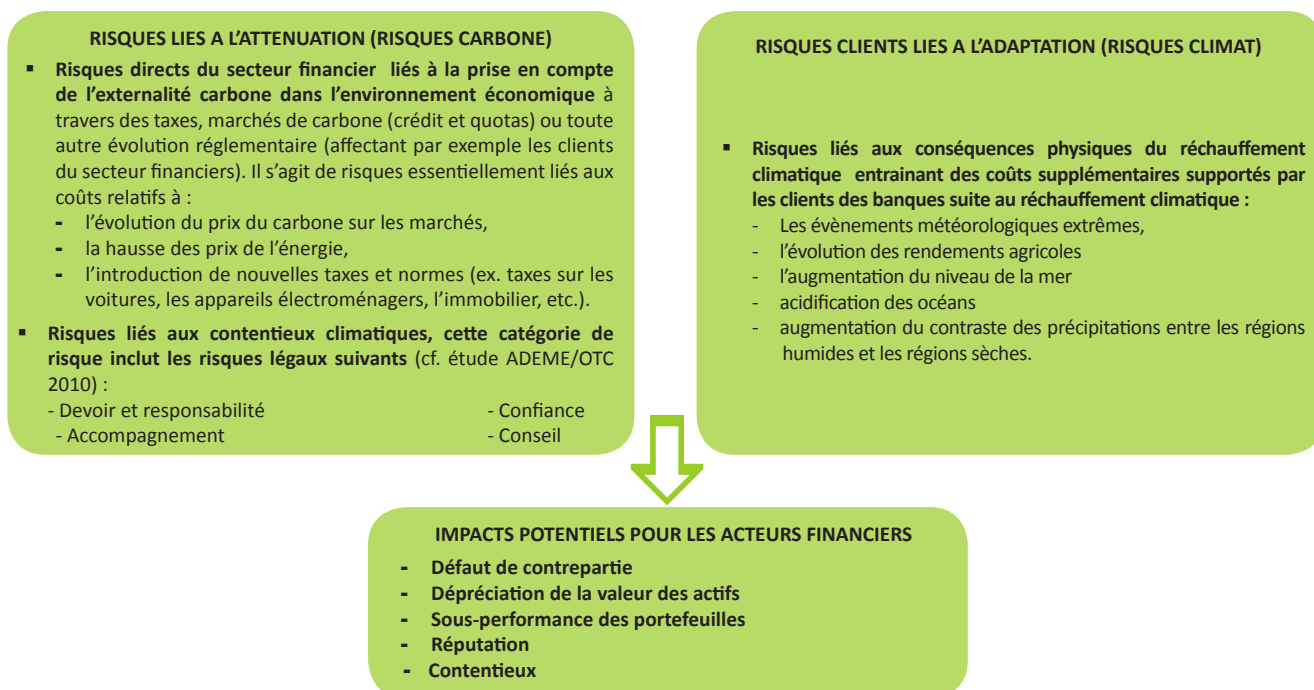 RISQUES LIES A L’ATTENUATION (RISQUES CARBONE)
▪ Risques directs du secteur financier liés à la prise en compte
de l’externalité carbone dans l’environnement économique à
travers des taxes, marchés de carbone (crédit et quotas) ou toute
autre évolution réglementaire (affectant par exemple les clients
du secteur financiers). Il s’agit de risques essentiellement liés aux
coûts relatifs à :
- l’évolution du prix du carbone sur les marchés,
- la hausse des prix de l’énergie,
- l’introduction de nouvelles taxes et normes (ex. taxes sur les
voitures, les appareils électroménagers, l’immobilier, etc.).
▪ Risques liés aux contentieux climatiques, cette catégorie de
risque inclut les risques légaux suivants (cf. étude ADEME/OTC
2010) :
- Devoir et responsabilité - Confiance
- Accompagnement - Conseil
RISQUES CLIENTS LIES A L’ADAPTATION (RISQUES CLIMAT)
▪ Risques liés aux conséquences physiques du réchauffement
climatique entrainant des coûts supplémentaires supportés par
les clients des banques suite au réchauffement climatique :
- Les évènements météorologiques extrêmes,
- l’évolution des rendements agricoles
- l’augmentation du niveau de la mer
- acidification des océans
- augmentation du contraste des précipitations entre les régions
humides et les régions sèches.
IMPACTS POTENTIELS POUR LES ACTEURS FINANCIERS
- Défaut de contrepartie
- Dépréciation de la valeur des actifs
- Sous-performance des portefeuilles
- Réputation
- Contentieux